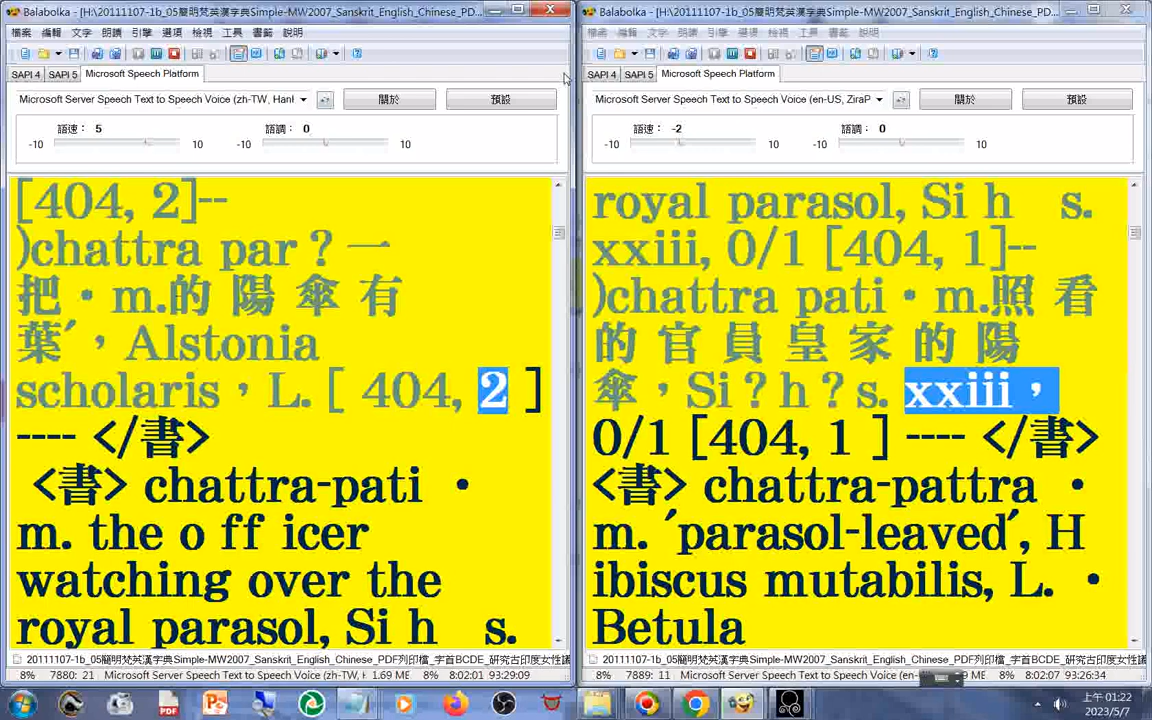 Balabolka - [H:\20111107-1b_05簡明梵英漢字典Simple-MW2007_Sanskrit_English_Chinese_PD...
檔案 編輯 文字 朗讀 引擎 選項 檢視 工具 書籤 說明
SAPI 4 SAPI 5 Microsoft Speech Platform
Microsoft Server Speech Text to Speech Voice (zh-TW, Hanl 關於 預設
語速： 5 語調： 0
-10 10 -10 10
[404, 2]--
)chattra par？一
把·m.的 陽 傘 有
葉′，Alstonia
scholaris，L. [ 404, 2 ]
---- </書>
<書> chattra-pati ·
m. the o ff icer
watching over the
royal parasol, Si h s.
20111107-1b_05簡明梵英漢字典Simple-MW2007_Sanskrit_English_Chinese_PDF列印檔_字首BCDE_研究古印度女性議
8% 7880: 21 Microsoft Server Speech Text to Speech Voice (zh-TW, H 1.69 ME 8% 8:02:01 93:29:09
Balabolka - [H:\20111107-1b_05簡明梵英漢字典Simple-MW2007_Sanskrit_English_Chinese_PD...
檔案 編輯 文字 朗讀 引擎 選項 檢視 工具 書籤 說明
SAPI 4 SAPI 5 Microsoft Speech Platform
Microsoft Server Speech Text to Speech Voice (en-US, ZiraP 關於 預設
語速： -2 語調： 0
-10 10 -10 10
royal parasol, Si h s.
xxiii, 0/1 [404, 1]--
)chattra pati·m.照 看
的 官 員 皇 家 的 陽
傘，Si？h？s. xxiii，
0/1 [404, 1 ] ---- </書>
<書> chattra-pattra ·
m. ′parasol-leaved′, H
ibiscus mutabilis, L. ·
Betula
20111107-1b_05簡明梵英漢字典Simple-MW2007_Sanskrit_English_Chinese_PDF列印檔_字首BCDE_研究古印度女性議
8% 7889: 11 Microsoft Server Speech Text to Speech Voice (en-U ME 8% 8:08:01 93:26:34
上午 01:22
2023/5/7